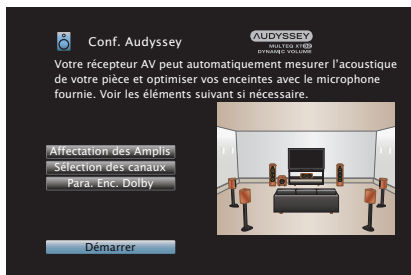 Conf. Audyssey
AUDYSSEY
MULTEQ XT32
DYNAMIC VOLUME
Votre récepteur AV peut automatiquement mesurer l'acoustique
de votre pièce et optimiser vos enceintes avec le microphone
fournie. Voir les éléments suivant si nécessaire.
Affectation des Amplis
Sélection des canaux
Para. Enc. Dolby
Démarrer